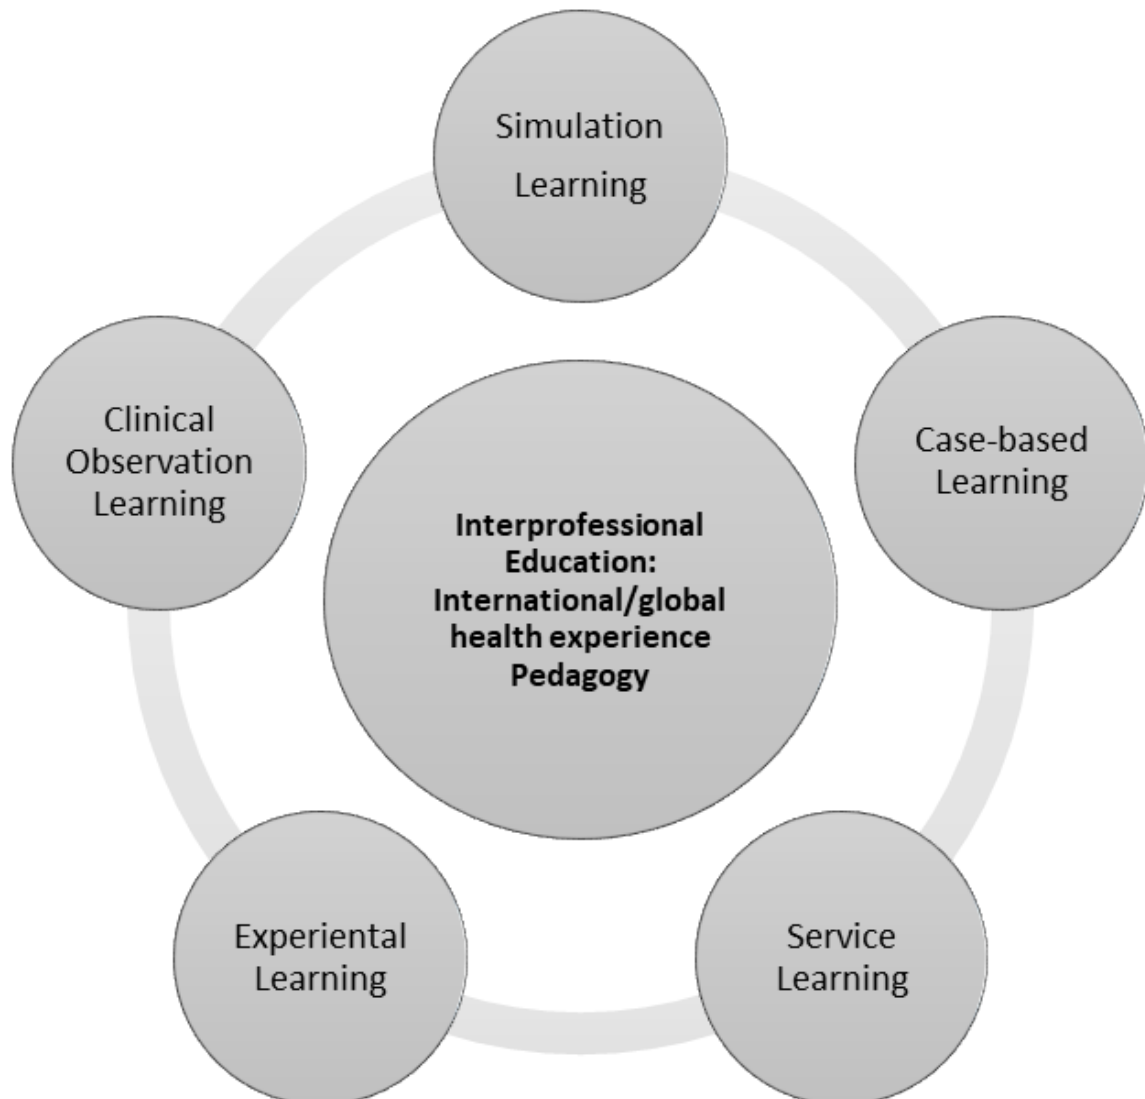 Simulation
Learning
Clinical
Observation
Learning
Case-based
Learning
Interprofessional
Education:
International/global
health experience
Pedagogy
Experiental
Learning
Service
Learning